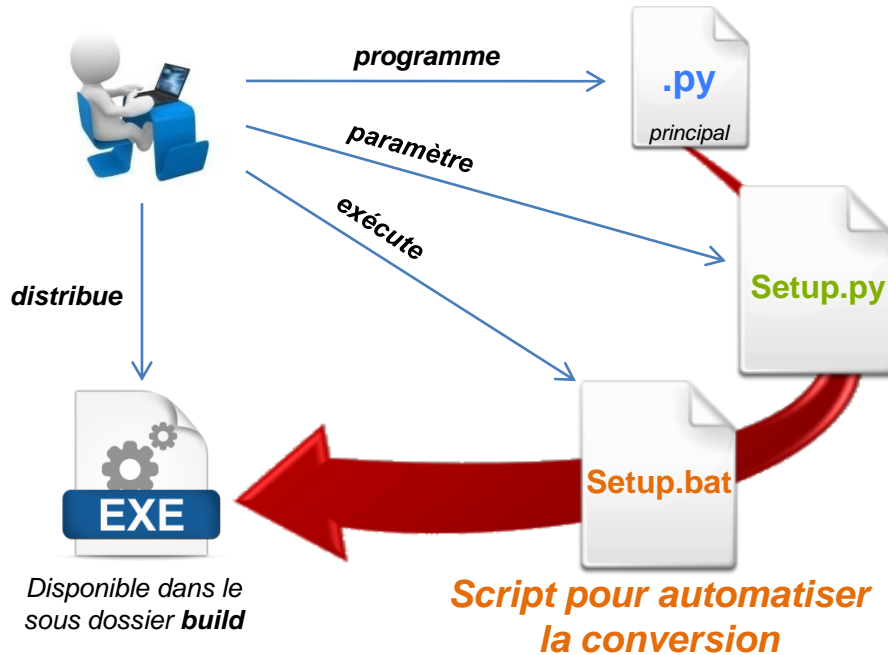 programme
.py
principal
paramètre
exécute
Setup.py
distribue
Setup.bat
EXE
Disponible dans le
sous dossier build
Script pour automatiser
la conversion